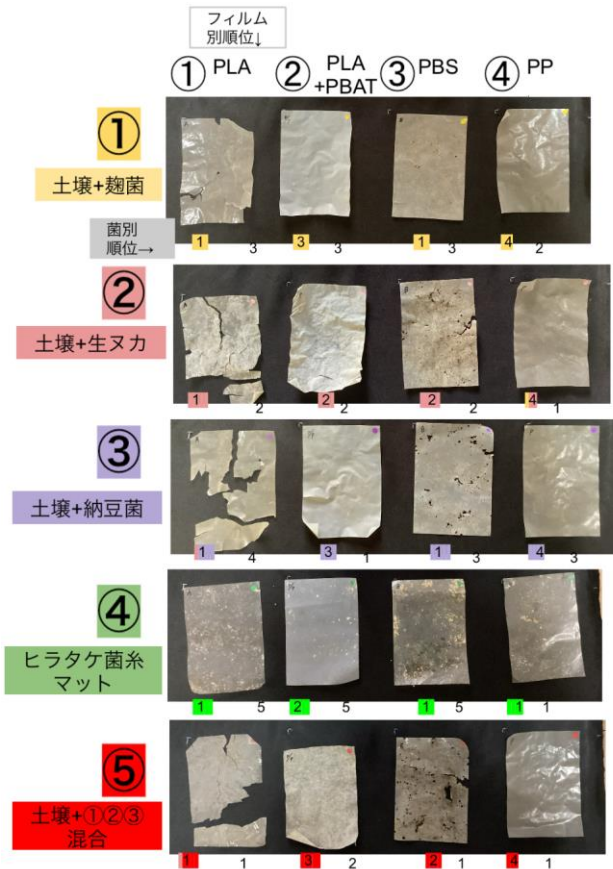 フィルム
別順位↓
① PLA
② PLA
+PBAT
③ PBS
④ PP
①
土壌+麹菌
菌別
順位→
1 3 3 3 1 3 4 2
②
土壌+生ヌカ
1 2 2 2 2 2 4 1
③
土壌+納豆菌
1 4 3 1 1 3 4 3
④
ヒラタケ菌糸
マット
1 5 2 5 1 5 1 1
⑤
土壌+①②③
混合
1 1 3 2 2 1 4 1